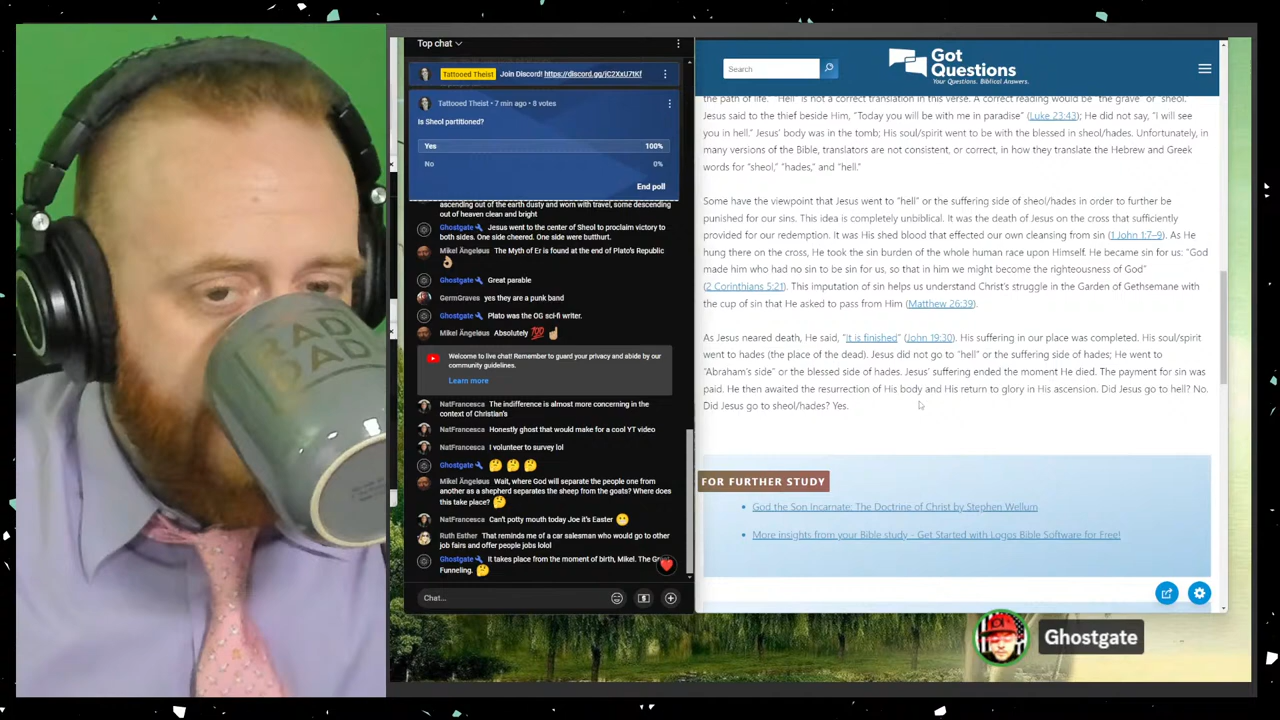 Top chat
Tattooed Theist Join Discord! https://discord.gg/jC2XxU7tKf
Tattooed Theist • 7 min ago • 8 votes
Is Sheol partitioned?
Yes 100%
No 0%
End poll
ascending out of the earth dusty and worn with travel, some descending
out of heaven clean and bright
Ghostgate Jesus went to the center of Sheol to proclaim victory to
both sides. One side cheered. One side were butthurt.
Mikel Ängeløus The Myth of Er is found at the end of Plato's Republic
👌🏼
Ghostgate Great parable
GermGraves yes they are a punk band
Ghostgate Plato was the OG sci-fi writer.
Mikel Ängeløus Absolutely 💯 ☝🏼
Welcome to live chat! Remember to guard your privacy and abide by our
community guidelines.
Learn more
NatFrancesca The indifference is almost more concerning in the
context of Christian's
NatFrancesca Honestly ghost that would make for a cool YT video
NatFrancesca I volunteer to survey lol
Ghostgate 🤔 🤔 🤔
Mikel Ängeløus Wait, where God will separate the people one from
another as a shepherd separates the sheep from the goats? Where does
this take place? 🤔
NatFrancesca Can't potty mouth today Joe it's Easter 😬
Ruth Esther That reminds me of a car salesman who would go to other
job fairs and offer people jobs lolol
Ghostgate It takes place from the moment of birth, Mikel. The
Funneling. 🤔
Chat...
Search
Got
Questions
Your Questions. Biblical Answers.
the path of life." "Hell" is not a correct translation in this verse. A correct reading would be "the grave" or "sheol."
Jesus said to the thief beside Him, "Today you will be with me in paradise" (Luke 23:43); He did not say, "I will see
you in hell." Jesus' body was in the tomb; His soul/spirit went to be with the blessed in sheol/hades. Unfortunately, in
many versions of the Bible, translators are not consistent, or correct, in how they translate the Hebrew and Greek
words for "sheol," "hades," and "hell."
Some have the viewpoint that Jesus went to "hell" or the suffering side of sheol/hades in order to further be
punished for our sins. This idea is completely unbiblical. It was the death of Jesus on the cross that sufficiently
provided for our redemption. It was His shed blood that effected our own cleansing from sin (1 John 1:7–9). As He
hung there on the cross, He took the sin burden of the whole human race upon Himself. He became sin for us: "God
made him who had no sin to be sin for us, so that in him we might become the righteousness of God"
(2 Corinthians 5:21). This imputation of sin helps us understand Christ's struggle in the Garden of Gethsemane with
the cup of sin that He asked to pass from Him (Matthew 26:39).
As Jesus neared death, He said, "It is finished" (John 19:30). His suffering in our place was completed. His soul/spirit
went to hades (the place of the dead). Jesus did not go to "hell" or the suffering side of hades; He went to
"Abraham's side" or the blessed side of hades. Jesus' suffering ended the moment He died. The payment for sin was
paid. He then awaited the resurrection of His body and His return to glory in His ascension. Did Jesus go to hell? No.
Did Jesus go to sheol/hades? Yes.
FOR FURTHER STUDY
• God the Son Incarnate: The Doctrine of Christ by Stephen Wellum
• More insights from your Bible study - Get Started with Logos Bible Software for Free!
Ghostgate